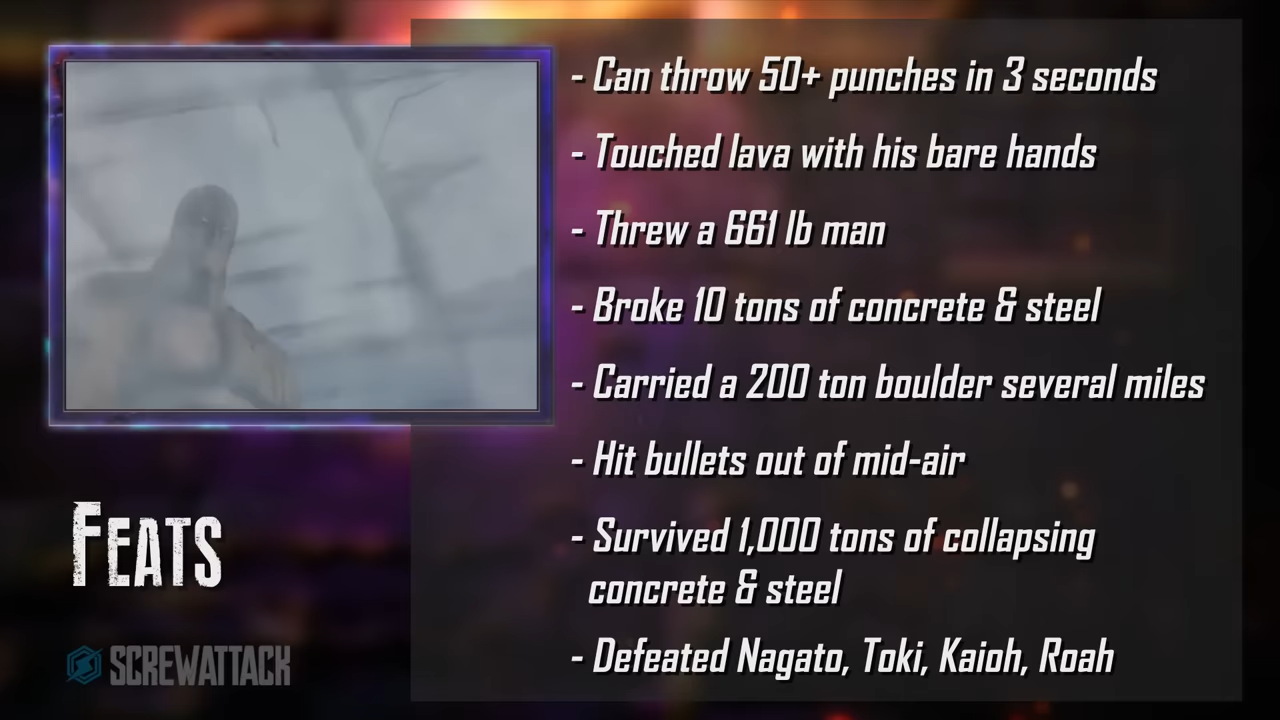 - Can throw 50+ punches in 3 seconds
- Touched lava with his bare hands
- Threw a 661 lb man
- Broke 10 tons of concrete & steel
- Carried a 200 ton boulder several miles
- Hit bullets out of mid-air
- Survived 1,000 tons of collapsing
concrete & steel
- Defeated Nagato, Toki, Kaioh, Roah
FEATS
SCREWATTACK